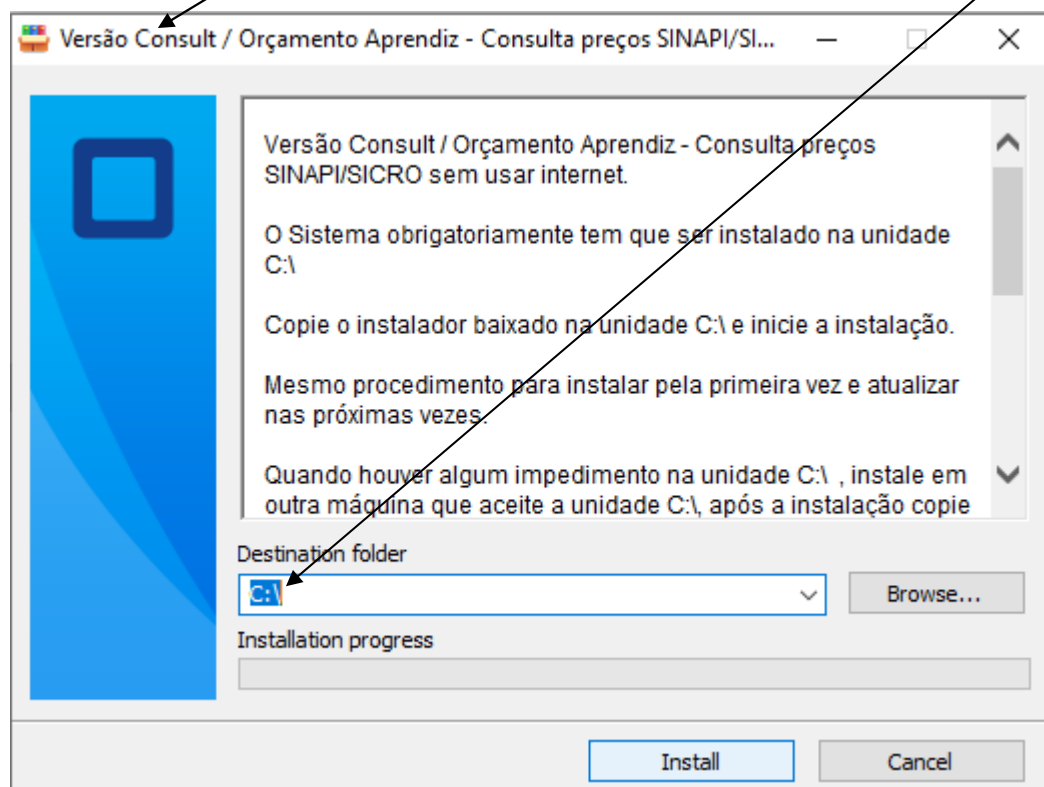 Versão Consult / Orçamento Aprendiz - Consulta preços SINAPI/SI...
Versão Consult / Orçamento Aprendiz - Consulta preços
SINAPI/SICRO sem usar internet.
O Sistema obrigatoriamente tem que ser instalado na unidade
C:\
Copie o instalador baixado na unidade C:\ e inicie a instalação.
Mesmo procedimento para instalar pela primeira vez e atualizar
nas próximas vezes.
Quando houver algum impedimento na unidade C:\ , instale em
outra máquina que aceite a unidade C:\, após a instalação copie
Destination folder
C:\
Browse...
Installation progress
Install
Cancel